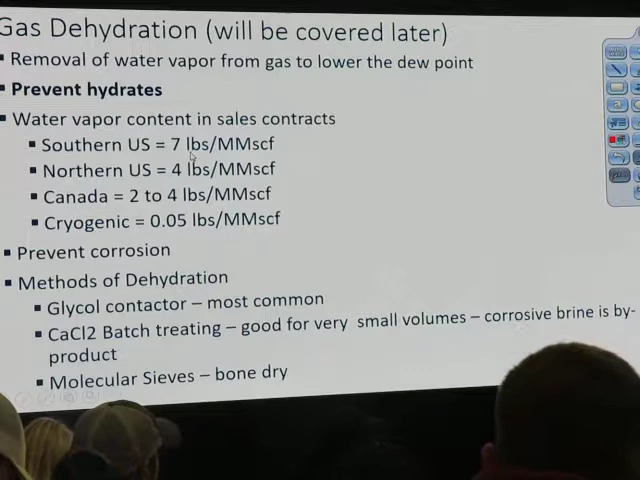 Gas Dehydration (will be covered later)
▪ Removal of water vapor from gas to lower the dew point
▪ Prevent hydrates
▪ Water vapor content in sales contracts
▪ Southern US = 7 lbs/MMscf
▪ Northern US = 4 lbs/MMscf
▪ Canada = 2 to 4 lbs/MMscf
▪ Cryogenic = 0.05 lbs/MMscf
▪ Prevent corrosion
▪ Methods of Dehydration
▪ Glycol contactor – most common
▪ CaCl2 Batch treating – good for very small volumes – corrosive brine is by-
product
▪ Molecular Sieves – bone dry